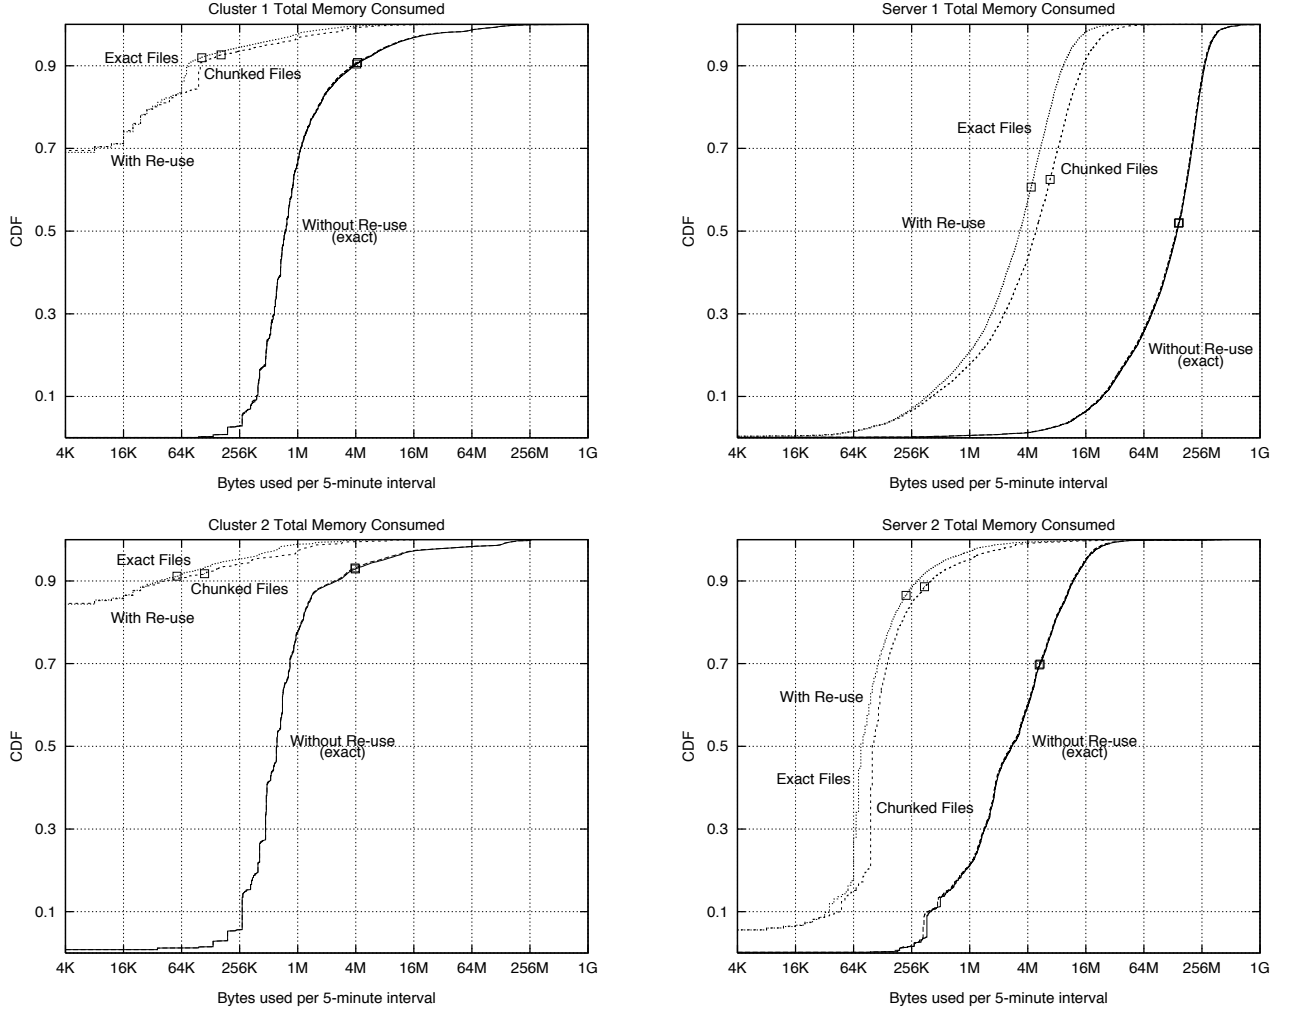 Cluster 1 Total Memory Consumed
0.9
0.7
0.5
0.3
0.1
CDF
Exact Files
Chunked Files
With Re-use
Without Re-use
(exact)
4K 16K 64K 256K 1M 4M 16M 64M 256M 1G
Bytes used per 5-minute interval
Server 1 Total Memory Consumed
0.9
0.7
0.5
0.3
0.1
CDF
Exact Files
Chunked Files
With Re-use
Without Re-use
(exact)
4K 16K 64K 256K 1M 4M 16M 64M 256M 1G
Bytes used per 5-minute interval
Cluster 2 Total Memory Consumed
0.9
0.7
0.5
0.3
0.1
CDF
Exact Files
Chunked Files
With Re-use
Without Re-use
(exact)
4K 16K 64K 256K 1M 4M 16M 64M 256M 1G
Bytes used per 5-minute interval
Server 2 Total Memory Consumed
0.9
0.7
0.5
0.3
0.1
CDF
With Re-use
Without Re-use
(exact)
Exact Files
Chunked Files
4K 16K 64K 256K 1M 4M 16M 64M 256M 1G
Bytes used per 5-minute interval